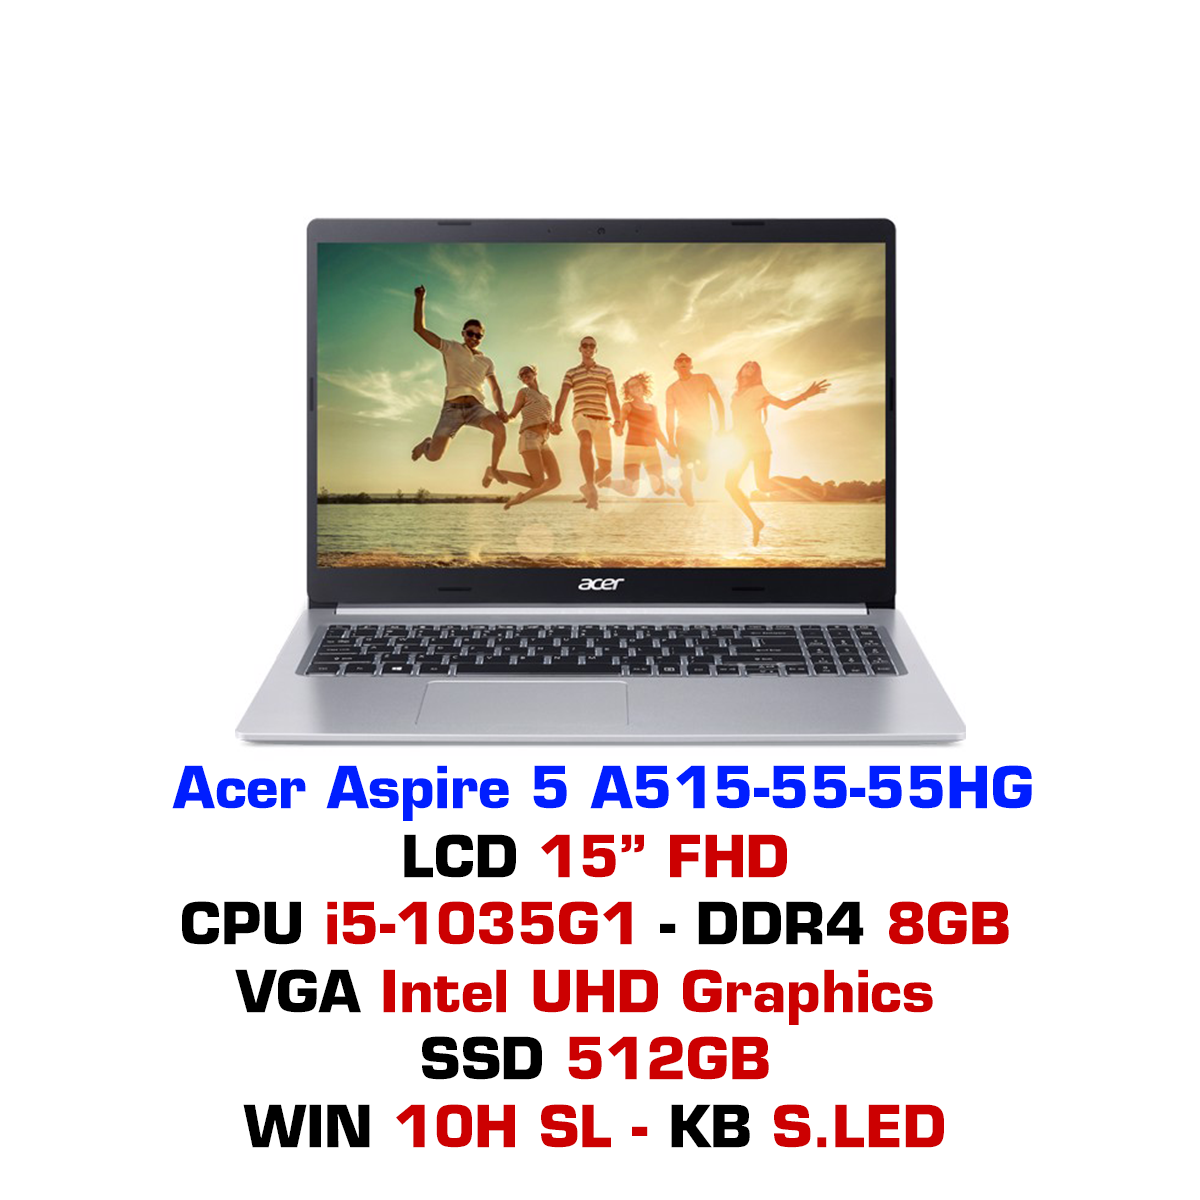 acer
Acer Aspire 5 A515-55-55HG
LCD 15” FHD
CPU i5-1035G1 - DDR4 8GB
VGA Intel UHD Graphics
SSD 512GB
WIN 10H SL - KB S.LED